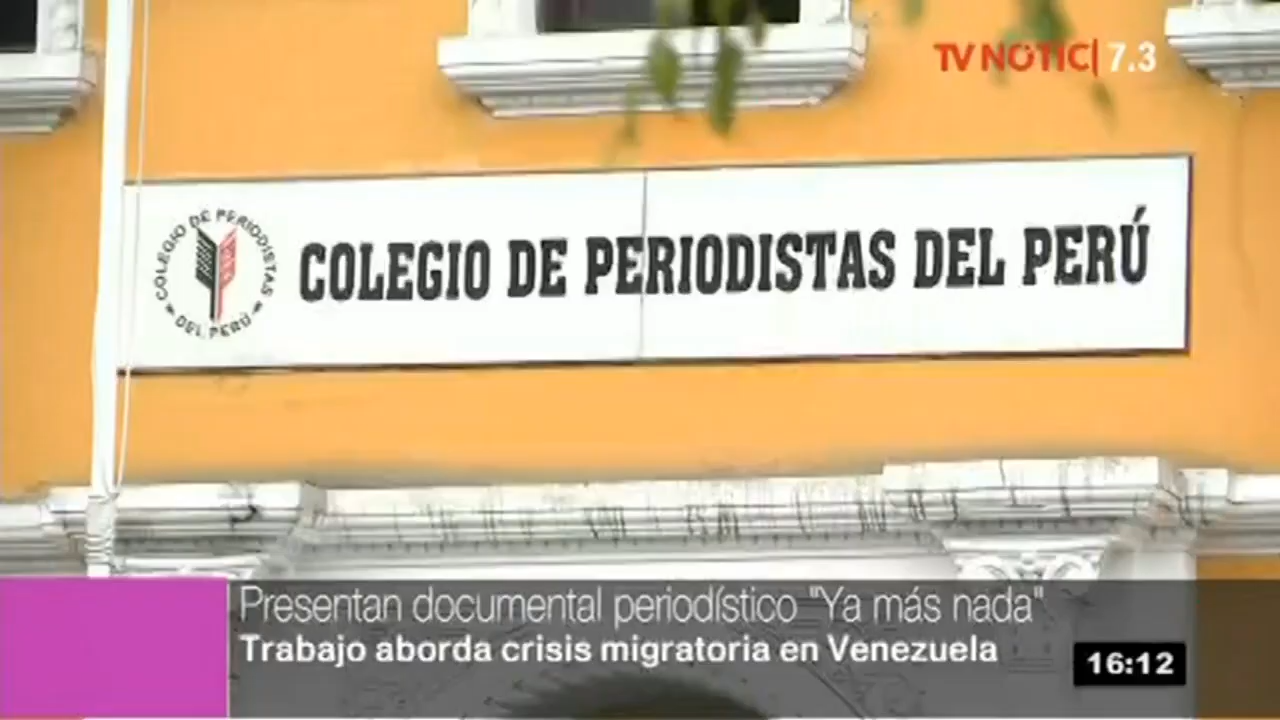 TV NOTIC 7.3
COLEGIO DE PERIODISTAS DEL PERÚ
COLEGIO DE PERIODISTAS
DEL PERÚ
Presentan documental periodístico "Ya más nada"
Trabajo aborda crisis migratoria en Venezuela
16:12